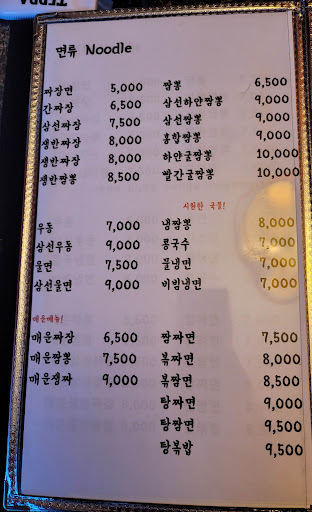 TERRA
면류 Noodle
짜장면 5,000
간짜장 6,500
삼선짜장 7,500
쟁반짜장 8,000
쟁반짜장 8,000
쟁반짬뽕 8,500
짬뽕 6,500
삼선하얀짬뽕 9,000
삼선짬뽕 9,000
홍합짬뽕 9,000
하얀굴짬뽕 10,000
빨간굴짬뽕 10,000
시원한 국물!
우동 7,000
삼선우동 9,000
울면 7,500
삼선울면 9,000
냉짬뽕 8,000
콩국수 7,000
물냉면 7,000
비빔냉면 7,000
매운메뉴!
매운짜장 6,500
매운짬뽕 7,500
매운쟁짜 9,000
짬짜면 7,500
볶짜면 8,000
볶짬면 8,500
탕짜면 9,000
탕짬면 9,500
탕볶밥 9,500